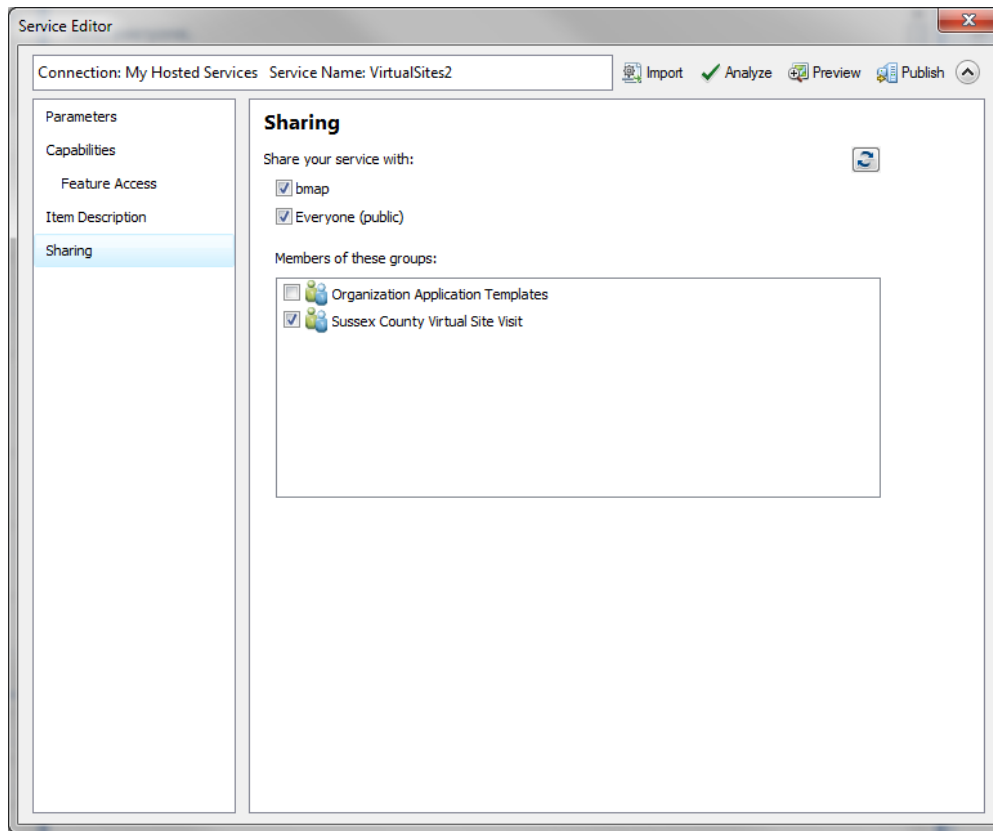 Service Editor
Connection: My Hosted Services   Service Name: VirtualSites2
Import
Analyze
Preview
Publish
Parameters
Capabilities
Feature Access
Item Description
Sharing
Sharing
Share your service with:
bmap
Everyone (public)
Members of these groups:
Organization Application Templates
Sussex County Virtual Site Visit